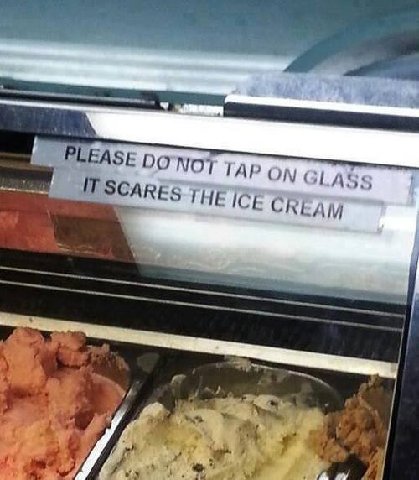 PLEASE DO NOT TAP ON GLASS
IT SCARES THE ICE CREAM